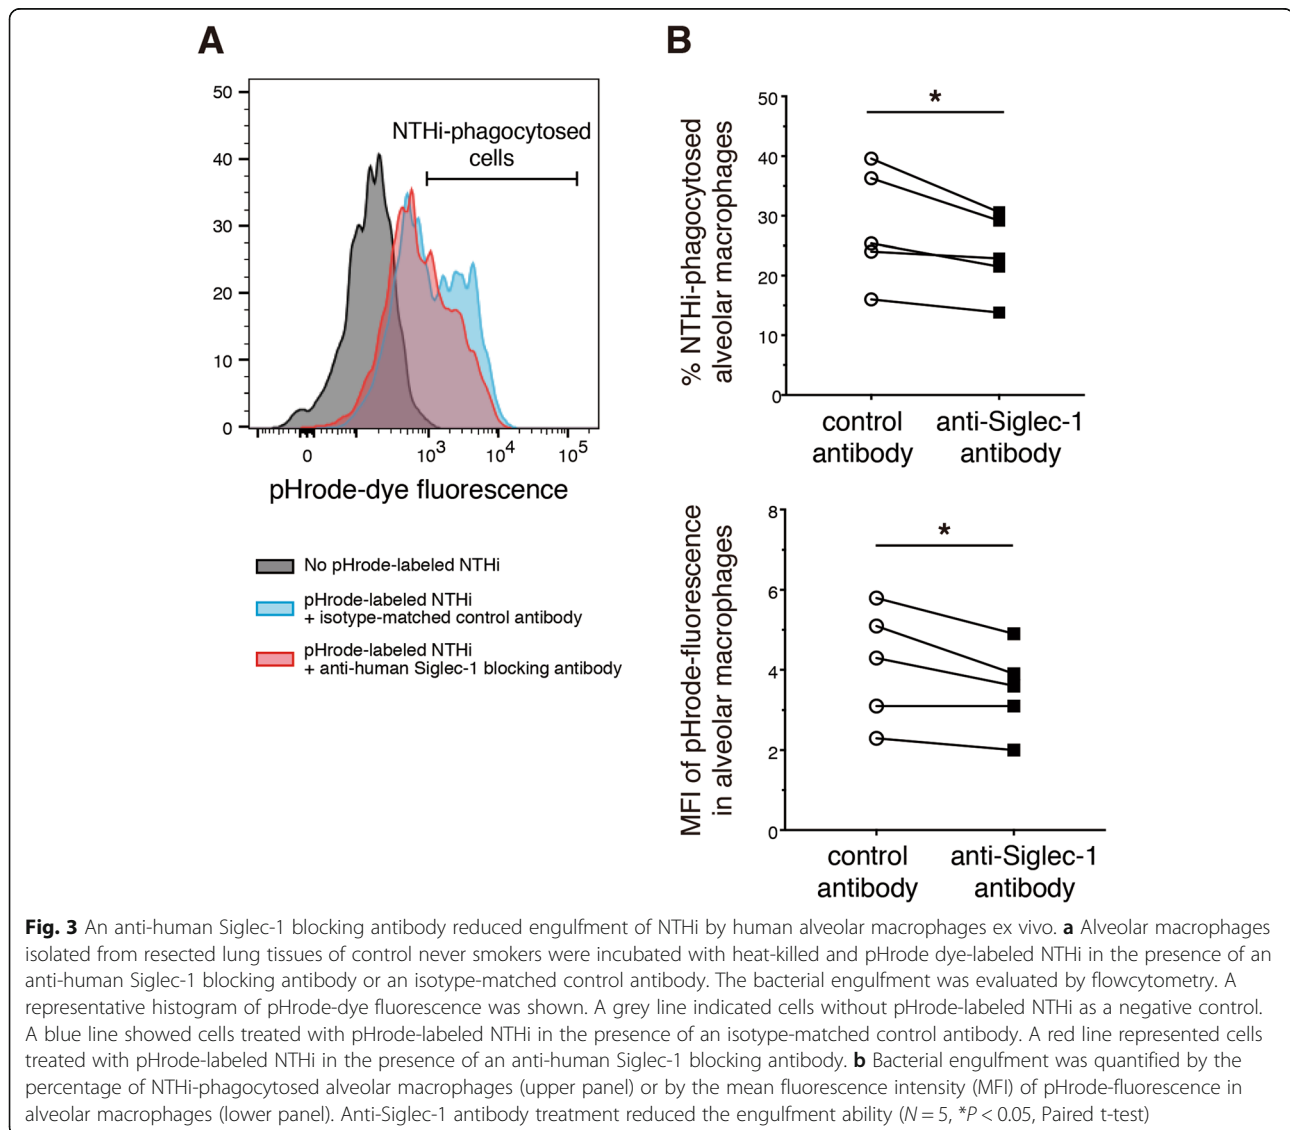 A
50
40
30
20
10
0
NTHi-phagocytosed
cells
0
10³
10⁴
10⁵
pHrode-dye fluorescence
No pHrode-labeled NTHi
pHrode-labeled NTHi
+ isotype-matched control antibody
pHrode-labeled NTHi
+ anti-human Siglec-1 blocking antibody
B
% NTHi-phagocytosed
alveolar macrophages
50
40
30
20
10
0
*
control
antibody
anti-Siglec-1
antibody
MFI of pHrode-fluorescence
in alveolar macrophages
8
6
4
2
0
*
control
antibody
anti-Siglec-1
antibody
Fig. 3 An anti-human Siglec-1 blocking antibody reduced engulfment of NTHi by human alveolar macrophages ex vivo. a Alveolar macrophages
isolated from resected lung tissues of control never smokers were incubated with heat-killed and pHrode dye-labeled NTHi in the presence of an
anti-human Siglec-1 blocking antibody or an isotype-matched control antibody. The bacterial engulfment was evaluated by flowcytometry. A
representative histogram of pHrode-dye fluorescence was shown. A grey line indicated cells without pHrode-labeled NTHi as a negative control.
A blue line showed cells treated with pHrode-labeled NTHi in the presence of an isotype-matched control antibody. A red line represented cells
treated with pHrode-labeled NTHi in the presence of an anti-human Siglec-1 blocking antibody. b Bacterial engulfment was quantified by the
percentage of NTHi-phagocytosed alveolar macrophages (upper panel) or by the mean fluorescence intensity (MFI) of pHrode-fluorescence in
alveolar macrophages (lower panel). Anti-Siglec-1 antibody treatment reduced the engulfment ability (N = 5, *P < 0.05, Paired t-test)